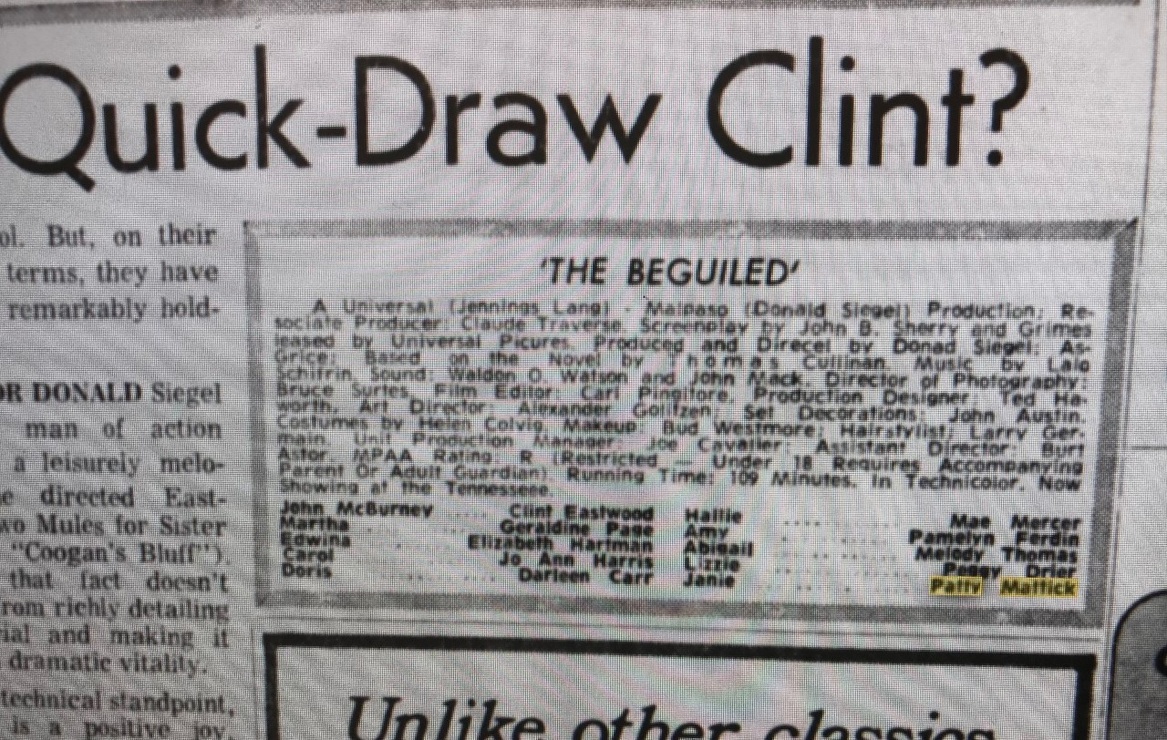 Quick-Draw Clint?
ol. But, on their
terms, they have
remarkably hold-
OR DONALD Siegel
man of action
a leisurely melo-
e directed East-
wo Mules for Sister
"Coogan's Bluff").
that fact doesn't
rom richly detailing
rial and making it
dramatic vitality.
technical standpoint,
is a positive joy,
'THE BEGUILED'
A Universal (Jennings Lang) - Malpaso (Donald Siegel) Production; Re-
sociate Producer: Claude Traverse. Screenplay by John B. Sherry and Grimes
leased by Universal Picures. Produced and Direcel by Donad Siegel; As-
Grice; Based on the Novel by Thomas Cullinan. Music by Lalo
Schifrin. Sound: Waldon O. Watson and John Mack. Director of Photography:
Bruce Surtes. Film Editor: Carl Pingitore. Production Designer: Ted Ha-
worth. Art Director: Alexander Golitzen; Set Decorations: John Austin.
Costumes by Helen Colvig. Makeup: Bud Westmore; Hairstylist: Larry Ger-
main. Unit Production Manager: Joe Cavalier; Assistant Director: Burt
Astor. MPAA Rating: R (Restricted — Under 18 Requires Accompanying
Parent Or Adult Guardian). Running Time: 109 Minutes. In Technicolor. Now
Showing at the Tennessee.
John McBurney ..... Clint Eastwood
Martha ..... Geraldine Page
Edwina ..... Elizabeth Hartman
Carol ..... Jo Ann Harris
Doris ..... Darleen Carr
Hallie ..... Mae Mercer
Amy ..... Pamelyn Ferdin
Abigail ..... Melody Thomas
Lizzie ..... Peggy Drier
Janie ..... Patty Mattick
Unlike other classics